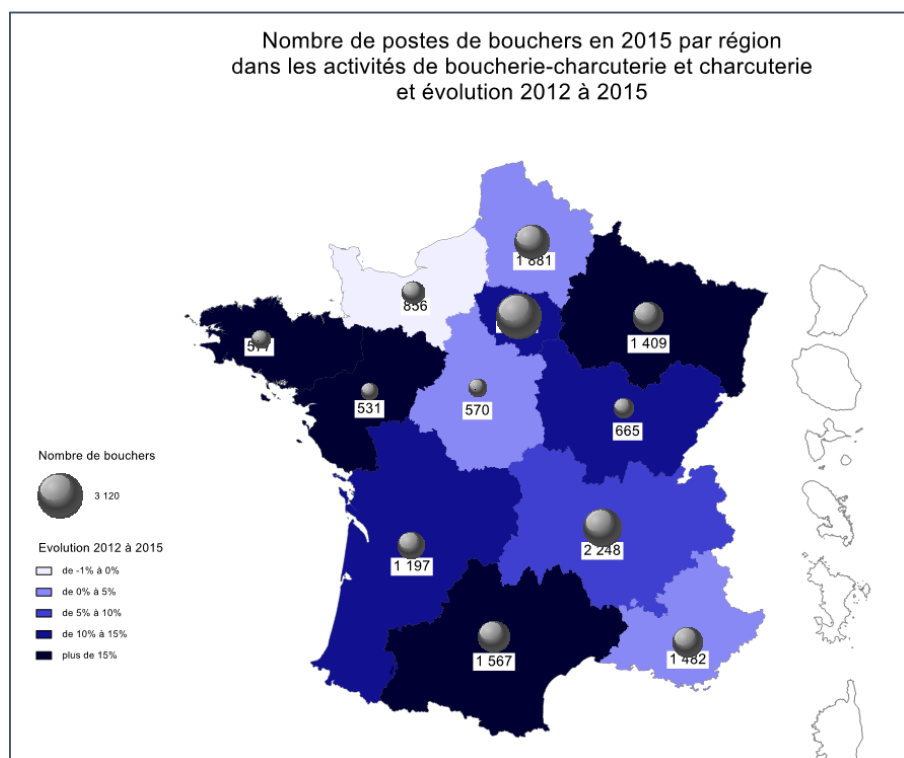 Nombre de postes de bouchers en 2015 par région
dans les activités de boucherie-charcuterie et charcuterie
et évolution 2012 à 2015
1 881
856
1 409
531
570
665
Nombre de bouchers
3 120
2 248
Evolution 2012 à 2015
1 197
de -1% à 0%
de 0% à 5%
de 5% à 10%
de 10% à 15%
plus de 15%
1 567
1 482